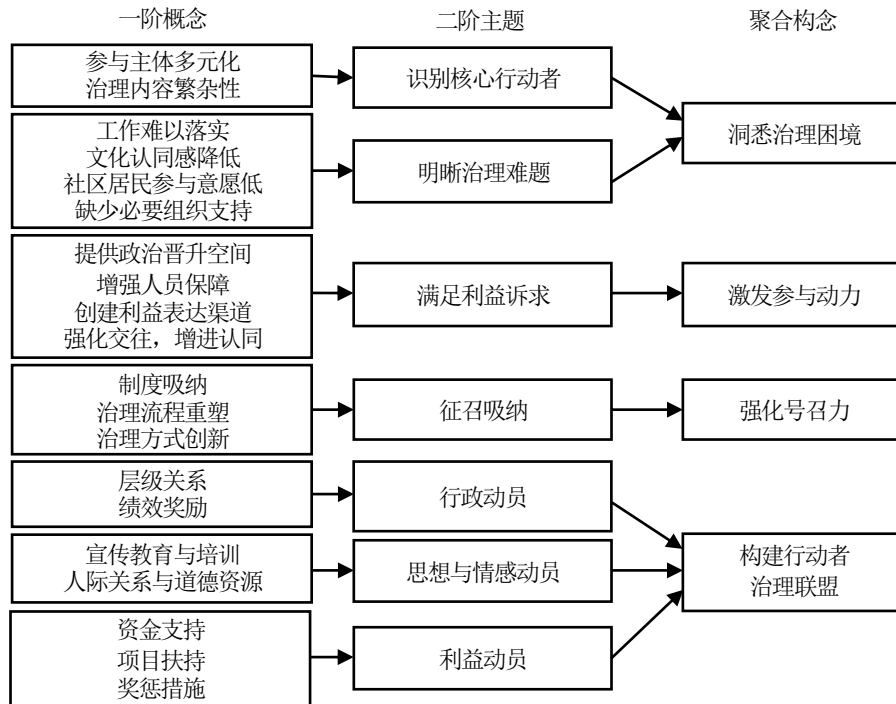 一阶概念
二阶主题
聚合构念
参与主体多元化
治理内容繁杂性
识别核心行动者
工作难以落实
文化认同感降低
社区居民参与意愿低
缺少必要组织支持
明晰治理难题
洞悉治理困境
提供政治晋升空间
增强人员保障
创建利益表达渠道
强化交往，增进认同
满足利益诉求
激发参与动力
制度吸纳
治理流程重塑
治理方式创新
征召吸纳
强化号召力
层级关系
绩效奖励
行政动员
宣传教育与培训
人际关系与道德资源
思想与情感动员
资金支持
项目扶持
奖惩措施
利益动员
构建行动者
治理联盟